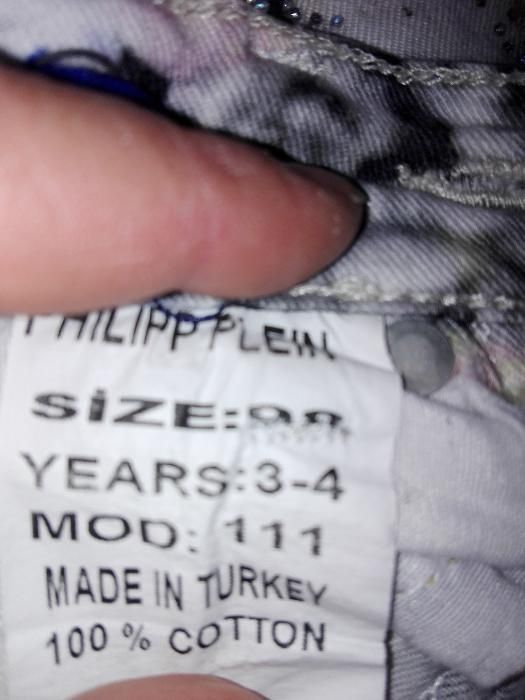 PHILIPP PLEIN
SİZE:98
YEARS:3-4
MOD: 111
MADE IN TURKEY
100 % COTTON